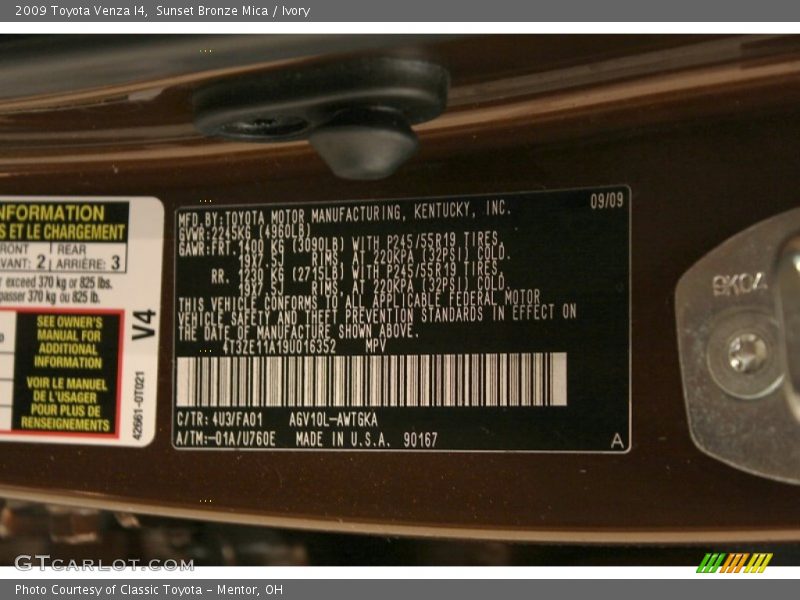 2009 Toyota Venza I4, Sunset Bronze Mica / Ivory
NFORMATION
S ET LE CHARGEMENT
RONT REAR
VANT: 2 ARRIÈRE: 3
exceed 370 kg or 825 lbs.
passer 370 kg ou 825 lb.
SEE OWNER'S
MANUAL FOR
ADDITIONAL
INFORMATION
VOIR LE MANUEL
DE L'USAGER
POUR PLUS DE
RENSEIGNEMENTS
V4
42661-0T021
MFD. BY: TOYOTA MOTOR MANUFACTURING, KENTUCKY, INC. 09/09
GVWR: 2245KG (4960LB)
GAWR: FRT. 1400 KG (3090LB) WITH P245/55R19 TIRES,
19X7.5J RIMS, AT 220KPA (32PSI) COLD.
RR. 1230 KG (2715LB) WITH P245/55R19 TIRES,
19X7.5J RIMS, AT 220KPA (32PSI) COLD.
THIS VEHICLE CONFORMS TO ALL APPLICABLE FEDERAL MOTOR
VEHICLE SAFETY AND THEFT PREVENTION STANDARDS IN EFFECT ON
THE DATE OF MANUFACTURE SHOWN ABOVE.
4T3ZE11A19U016352 MPV
C/TR: 4U3/FA01 AGV10L-AWTGKA
A/TM: -01A/U760E MADE IN U.S.A. 90167
A
GTCARLOT.COM
Photo Courtesy of Classic Toyota - Mentor, OH